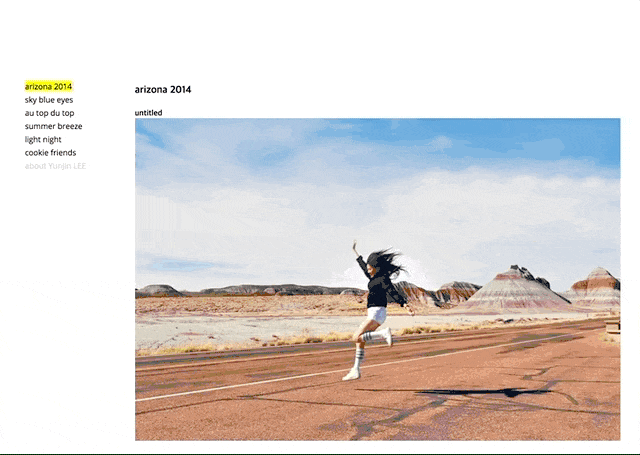 arizona 2014
sky blue eyes
au top du top
summer breeze
light night
cookie friends
about YunJin LEE
arizona 2014
untitled